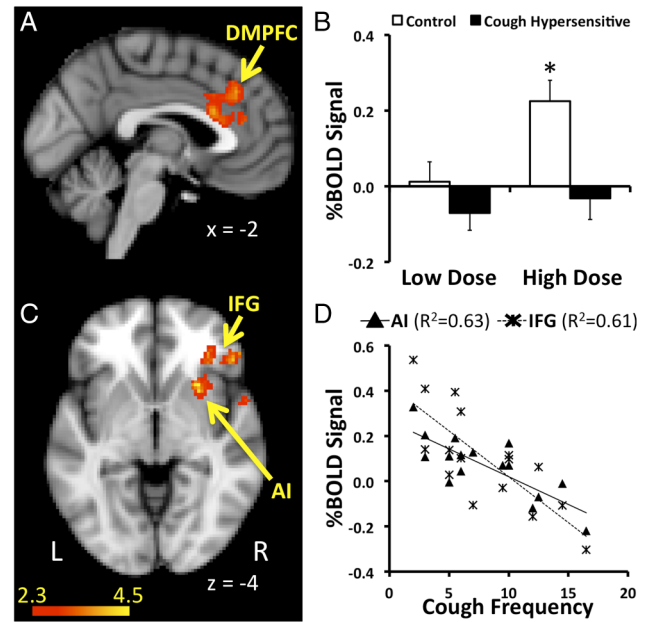 A
DMPFC
x = -2
B
Control Cough Hypersensitive
%BOLD Signal
0.4
0.2
0.0
-0.2
*
Low Dose High Dose
C
IFG
AI
L R
2.3 4.5
z = -4
D
AI (R²=0.63) IFG (R²=0.61)
%BOLD Signal
0.6
0.4
0.2
0.0
-0.2
-0.4
0 5 10 15 20
Cough Frequency